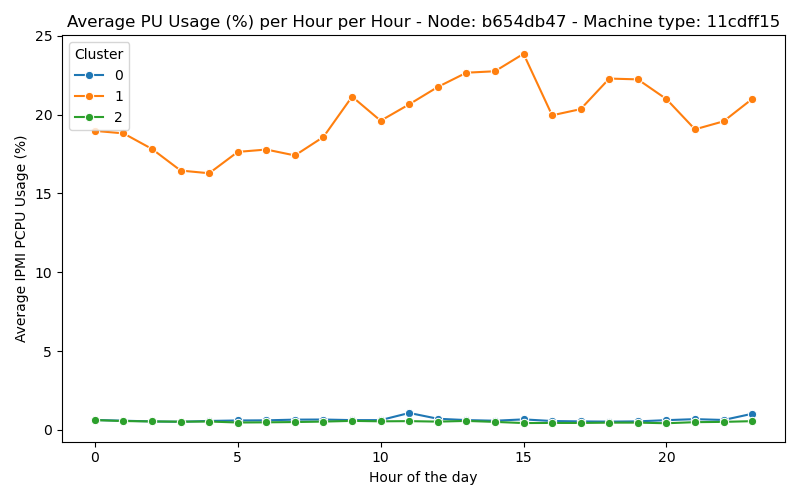 Average PU Usage (%) per Hour per Hour - Node: b654db47 - Machine type: 11cdff15
Cluster
0
1
2
25
20
15
10
5
0
Average IPMI PCPU Usage (%)
0 5 10 15 20
Hour of the day